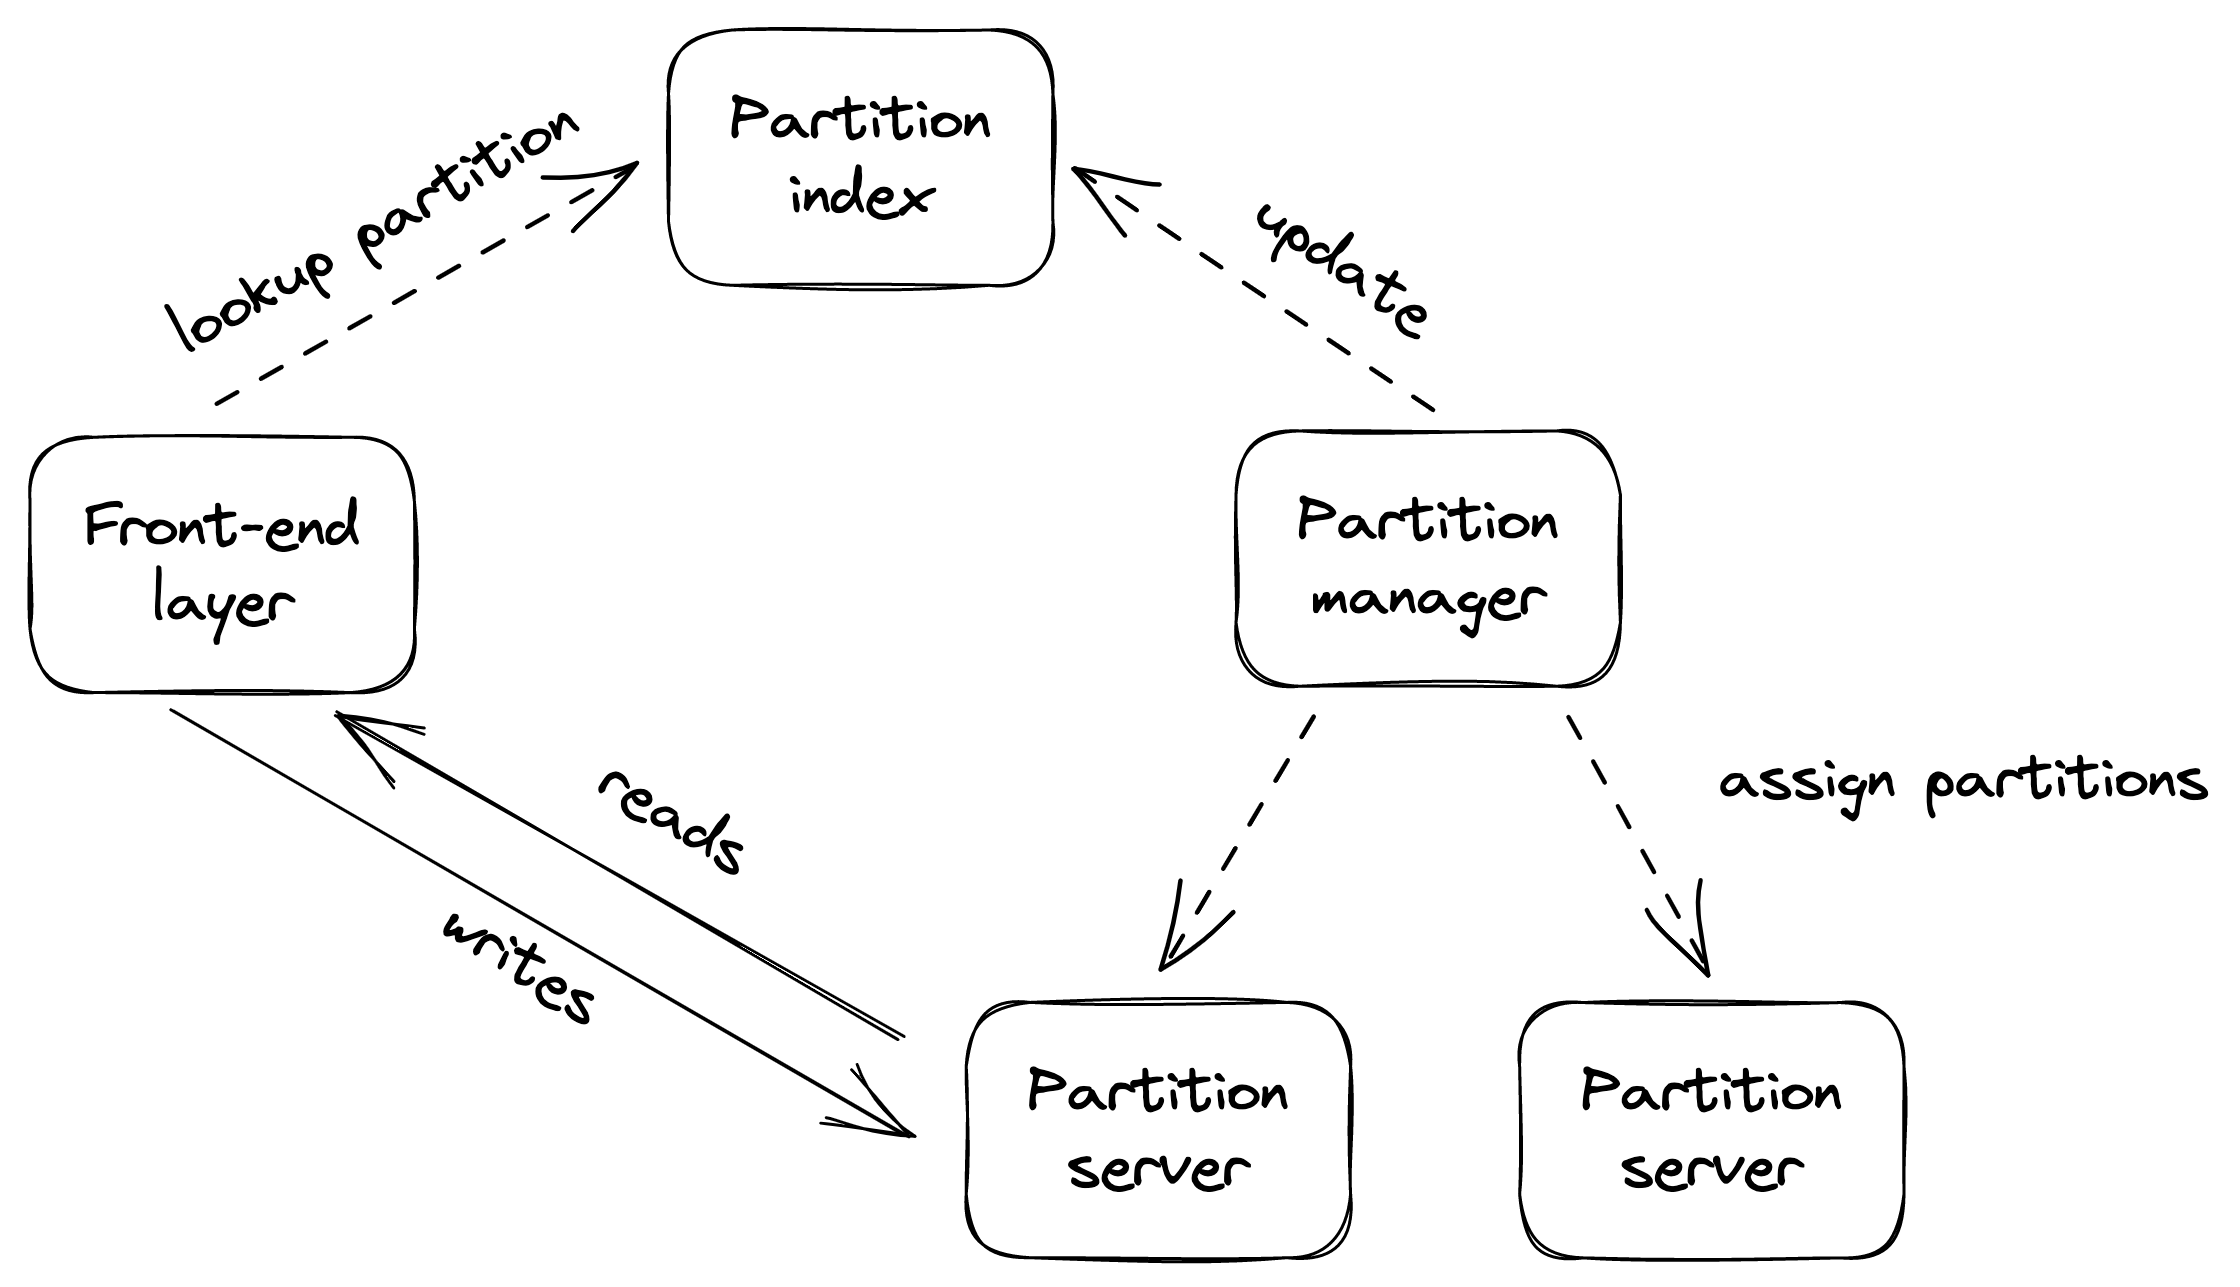 Partition
index
lookup partition
update
Front-end
layer
Partition
manager
reads
writes
assign partitions
Partition
server
Partition
server